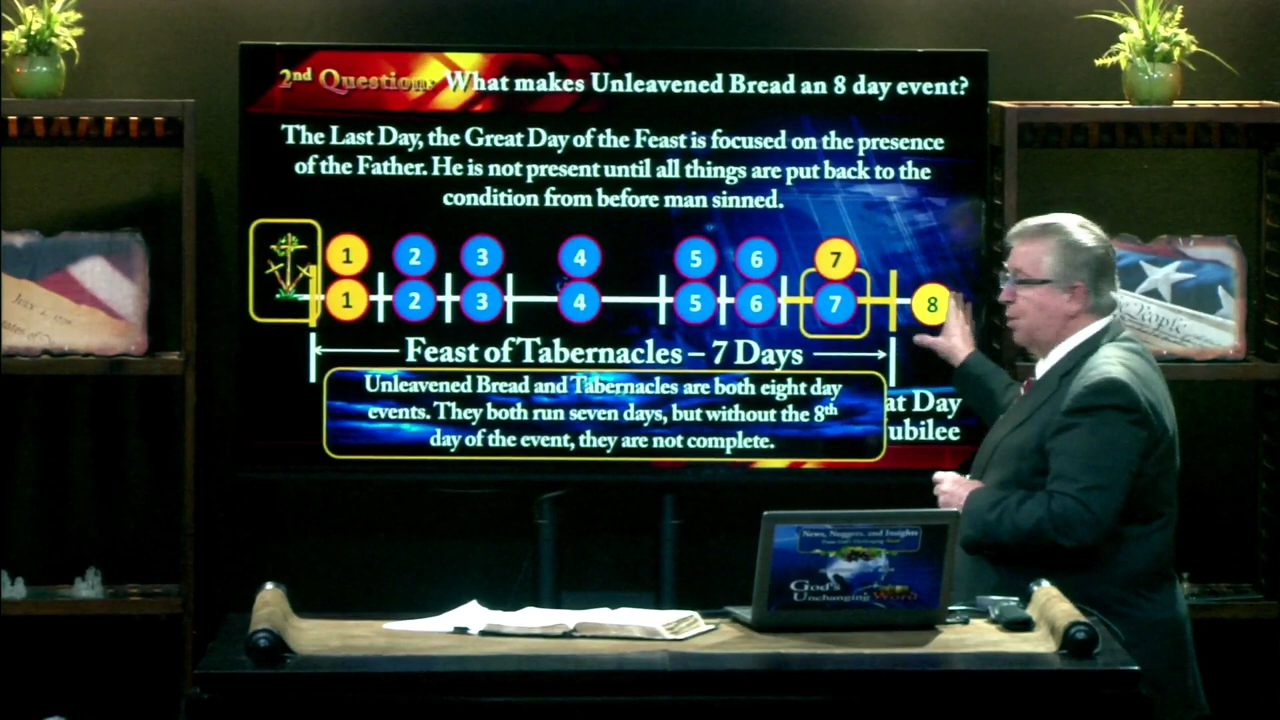 2nd Question: What makes Unleavened Bread an 8 day event?
The Last Day, the Great Day of the Feast is focused on the presence
of the Father. He is not present until all things are put back to the
condition from before man sinned.
1 2 3 4 5 6 7
1 2 3 4 5 6 7 8
Feast of Tabernacles – 7 Days
Unleavened Bread and Tabernacles are both eight day
events. They both run seven days, but without the 8th
day of the event, they are not complete.
at Day
ubilee
People
News, Nuggets, and Insights
God's
Unchanging Word